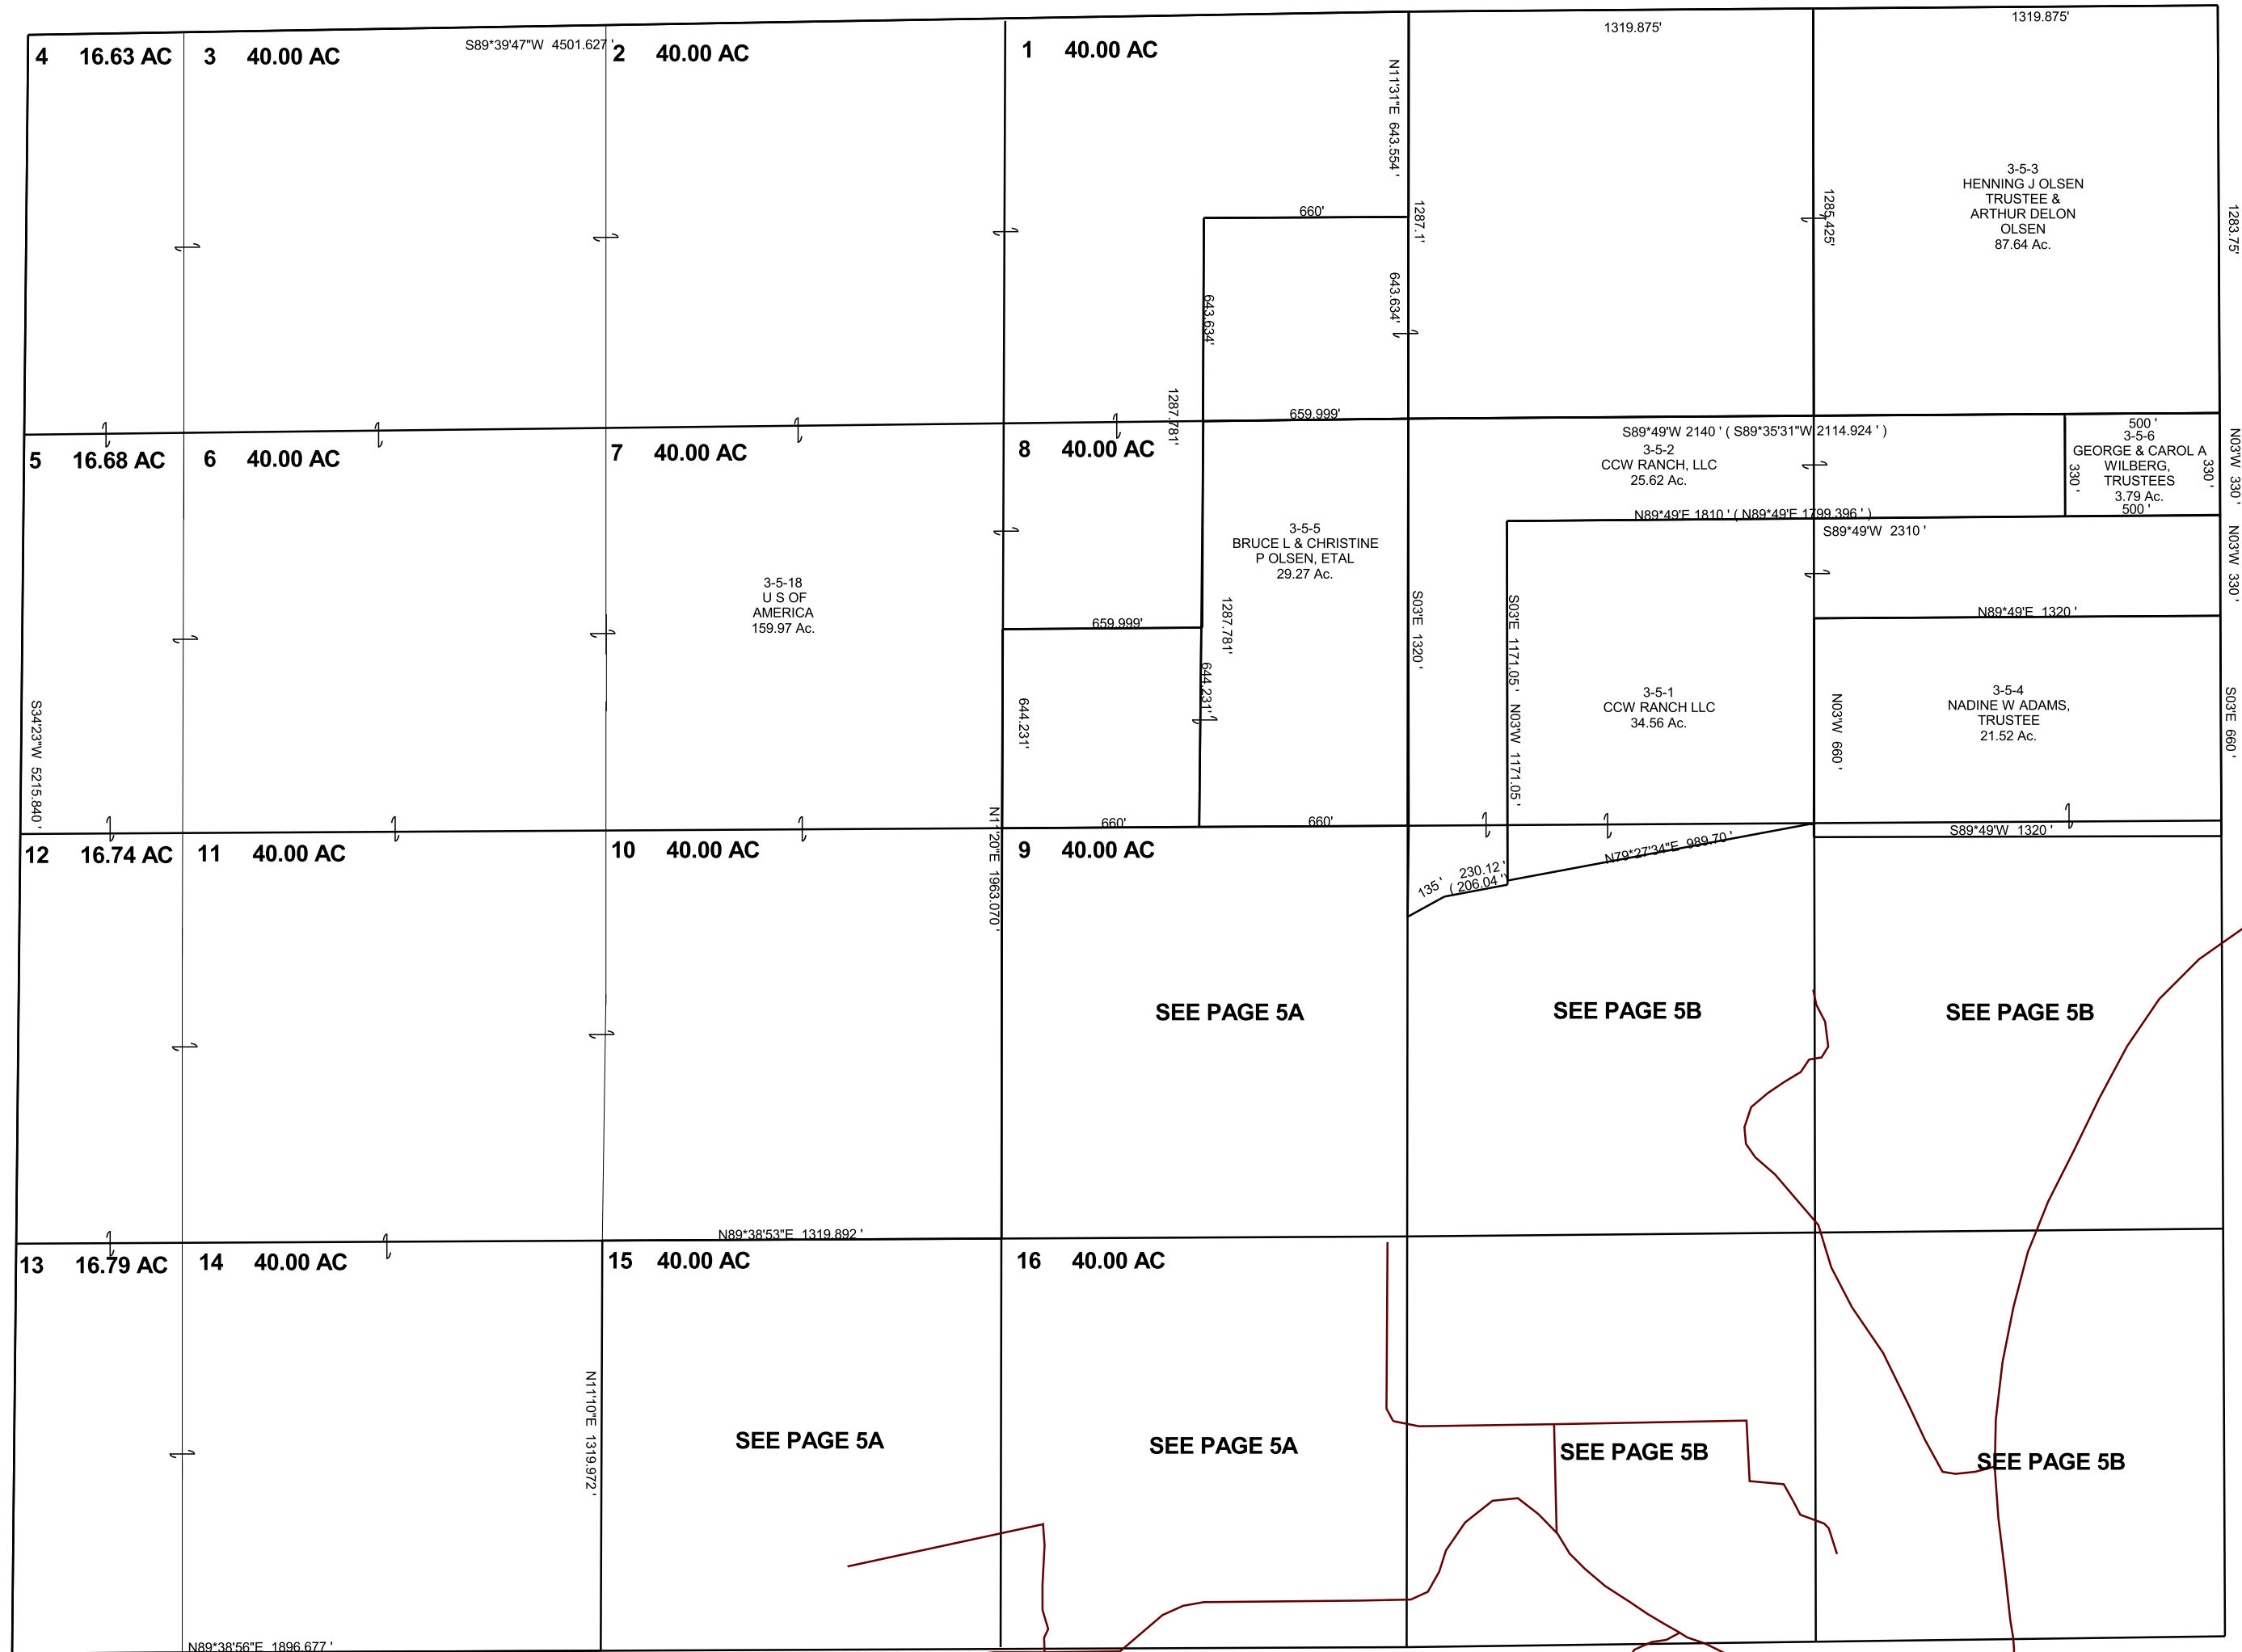 4 16.63 AC
3 40.00 AC
S89*39'47"W 4501.627 '
2 40.00 AC
1 40.00 AC
1319.875'
1319.875'
N11'31"E 643.554 '
660'
1287.1'
643.634'
643.634'
1285.425'
3-5-3
HENNING J OLSEN
TRUSTEE &
ARTHUR DELON
OLSEN
87.64 Ac.
1283.75'
1287.781'
659.999'
5 16.68 AC
6 40.00 AC
7 40.00 AC
8 40.00 AC
S89*49'W 2140 ' ( S89*35'31"W 2114.924 ' )
3-5-2
CCW RANCH, LLC
25.62 Ac.
500 '
3-5-6
GEORGE & CAROL A
WILBERG,
TRUSTEES
3.79 Ac.
500 '
330 '
330 '
N03'W 330 '
N89*49'E 1810 ' ( N89*49'E 1799.396 ' )
S89*49'W 2310 '
N03'W 330 '
3-5-5
BRUCE L & CHRISTINE
P OLSEN, ETAL
29.27 Ac.
3-5-18
U S OF
AMERICA
159.97 Ac.
659.999'
1287.781'
S03'E 1320 '
S03'E 1171.05 ' N03'W 1171.05 '
N89*49'E 1320 '
644.231'
644.231'
3-5-1
CCW RANCH LLC
34.56 Ac.
N03'W 660 '
3-5-4
NADINE W ADAMS,
TRUSTEE
21.52 Ac.
S03'E 660 '
S34'23"W 5215.840 '
660'
660'
S89*49'W 1320 '
12 16.74 AC
11 40.00 AC
10 40.00 AC
N11'20"E 1963.070 '
9 40.00 AC
135 '
230.12 '
( 206.04 ')
N79*27'34"E 989.70 '
SEE PAGE 5A
SEE PAGE 5B
SEE PAGE 5B
N89*38'53"E 1319.892 '
13 16.79 AC
14 40.00 AC
15 40.00 AC
16 40.00 AC
N11'10"E 1319.972 '
SEE PAGE 5A
SEE PAGE 5A
SEE PAGE 5B
SEE PAGE 5B
N89*38'56"E 1896.677 '